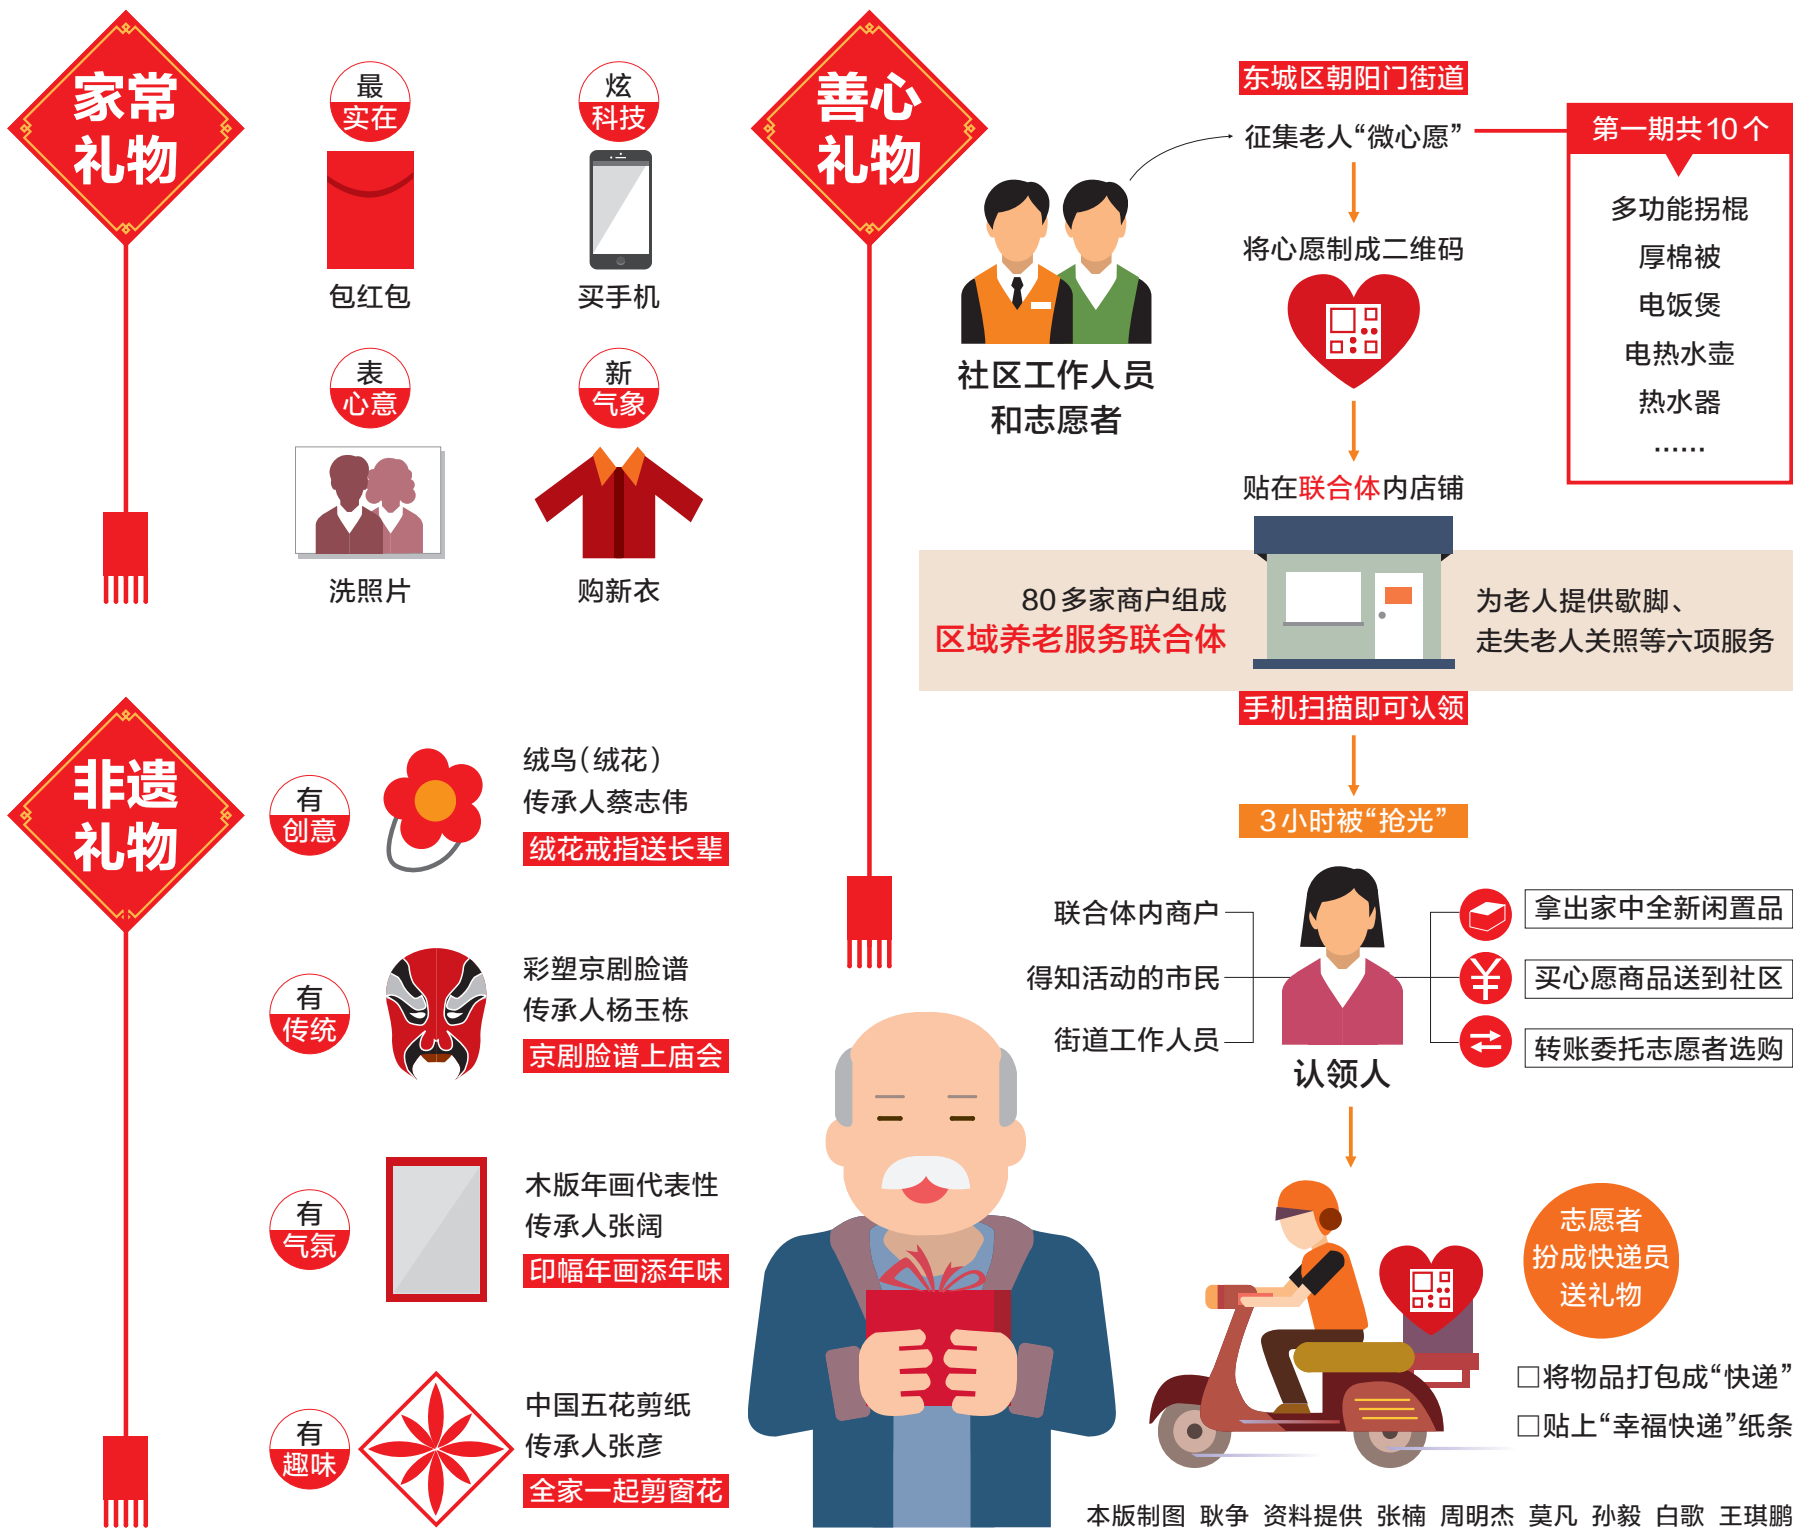 家常
礼物
最
实在
包红包
炫
科技
买手机
表
心意
洗照片
新
气象
购新衣
非遗
礼物
有
创意
绒鸟(绒花)
传承人蔡志伟
绒花戒指送长辈
有
传统
彩塑京剧脸谱
传承人杨玉栋
京剧脸谱上庙会
有
气氛
木版年画代表性
传承人张阔
印幅年画添年味
有
趣味
中国五花剪纸
传承人张彦
全家一起剪窗花
善心
礼物
社区工作人员
和志愿者
东城区朝阳门街道
征集老人“微心愿”
第一期共10个
多功能拐棍
厚棉被
电饭煲
电热水壶
热水器
……
将心愿制成二维码
贴在联合体内店铺
80多家商户组成
区域养老服务联合体
为老人提供歇脚、
走失老人关照等六项服务
手机扫描即可认领
3小时被“抢光”
联合体内商户
得知活动的市民
街道工作人员
认领人
拿出家中全新闲置品
¥
买心愿商品送到社区
转账委托志愿者选购
志愿者
扮成快递员
送礼物
□将物品打包成“快递”
□贴上“幸福快递”纸条
本版制图 耿争 资料提供 张楠 周明杰 莫凡 孙毅 白歌 王琪鹏